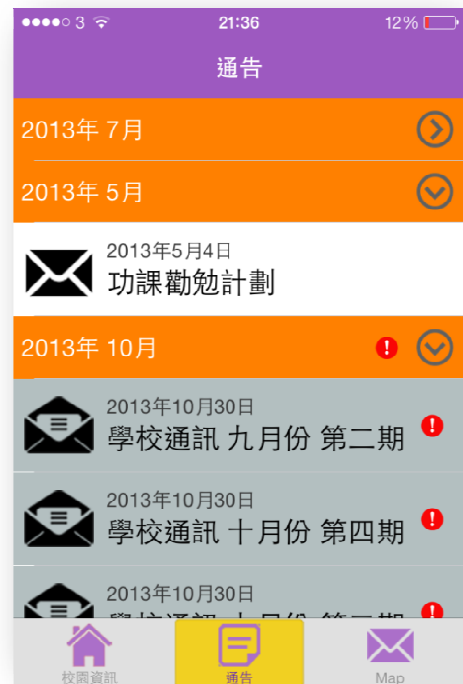 3 21:36 12%
通告
2013年 7月
2013年 5月
2013年5月4日
功課勸勉計劃
2013年 10月
2013年10月30日
學校通訊 九月份 第二期
2013年10月30日
學校通訊 十月份 第四期
2013年10月30日
校園資訊 通告 Map